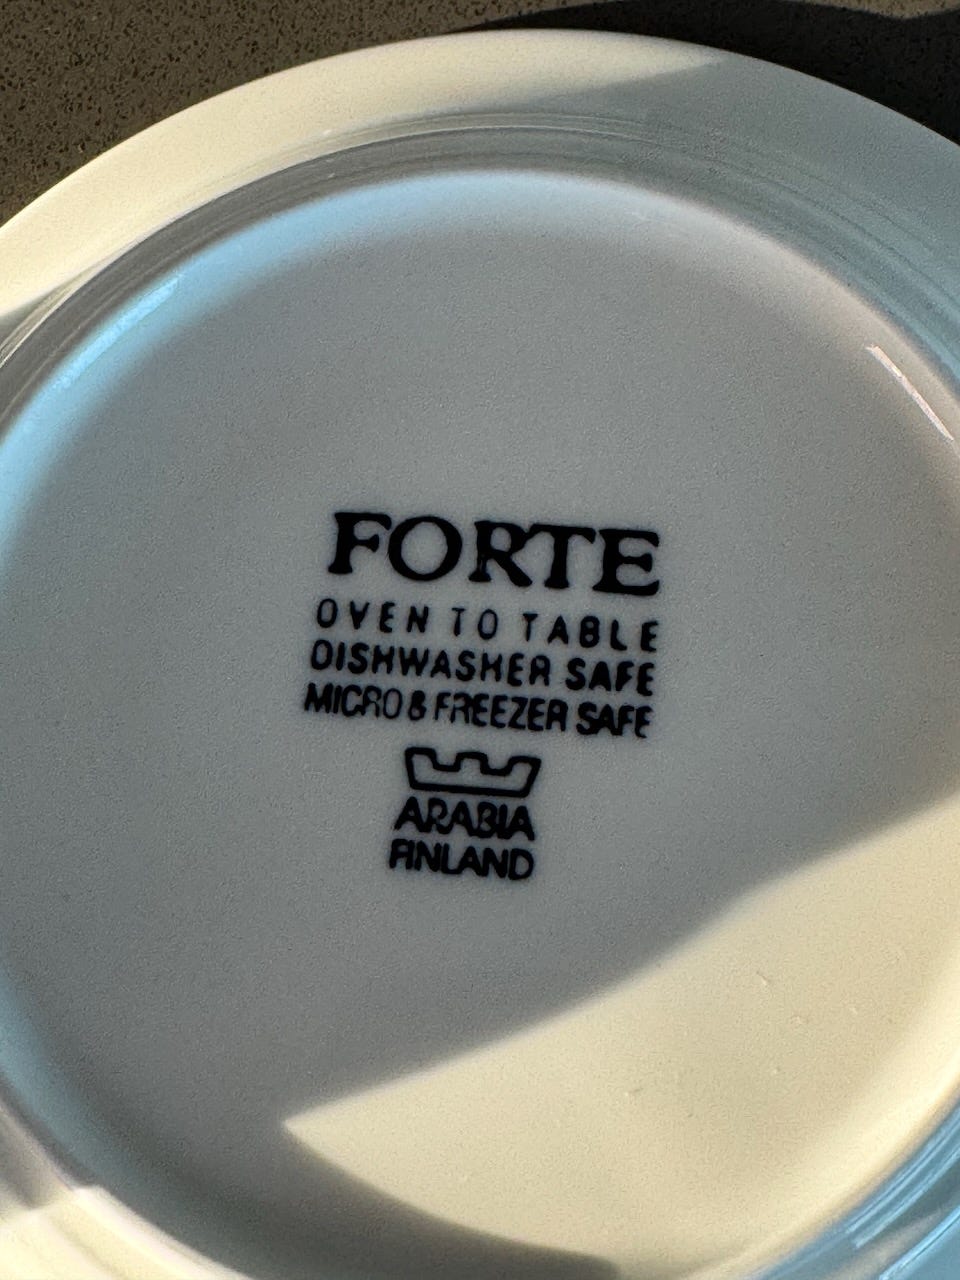 FORTE
OVEN TO TABLE
DISHWASHER SAFE
MICRO & FREEZER SAFE
ARABIA
FINLAND